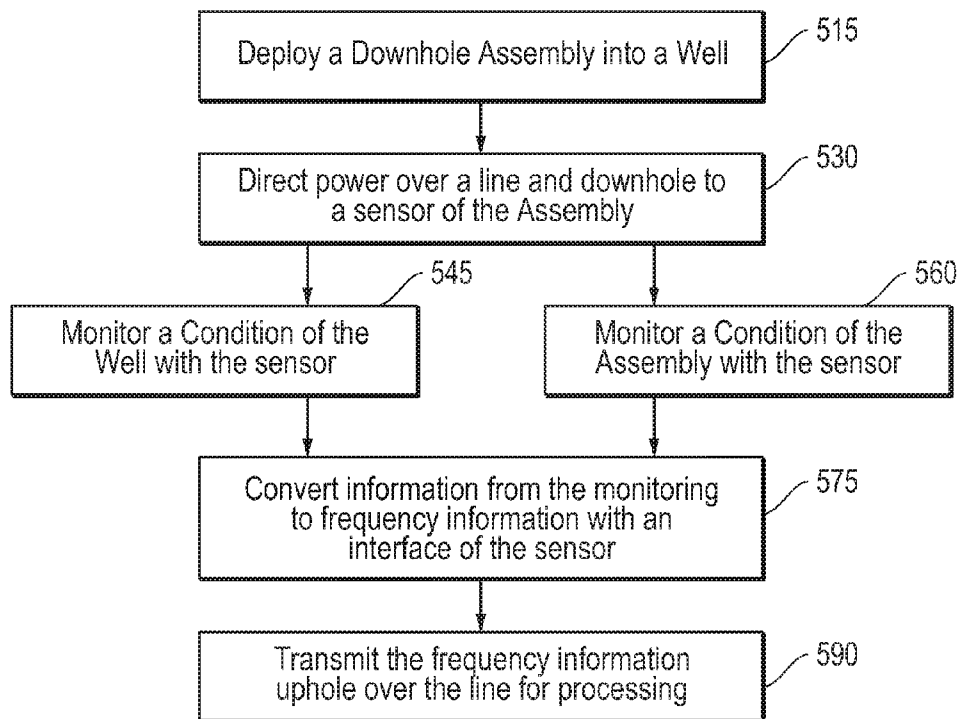 Deploy a Downhole Assembly into a Well
515
Direct power over a line and downhole to
a sensor of the Assembly
530
545
Monitor a Condition of the
Well with the sensor
560
Monitor a Condition of the
Assembly with the sensor
Convert information from the monitoring
to frequency information with an
interface of the sensor
575
Transmit the frequency information
uphole over the line for processing
590